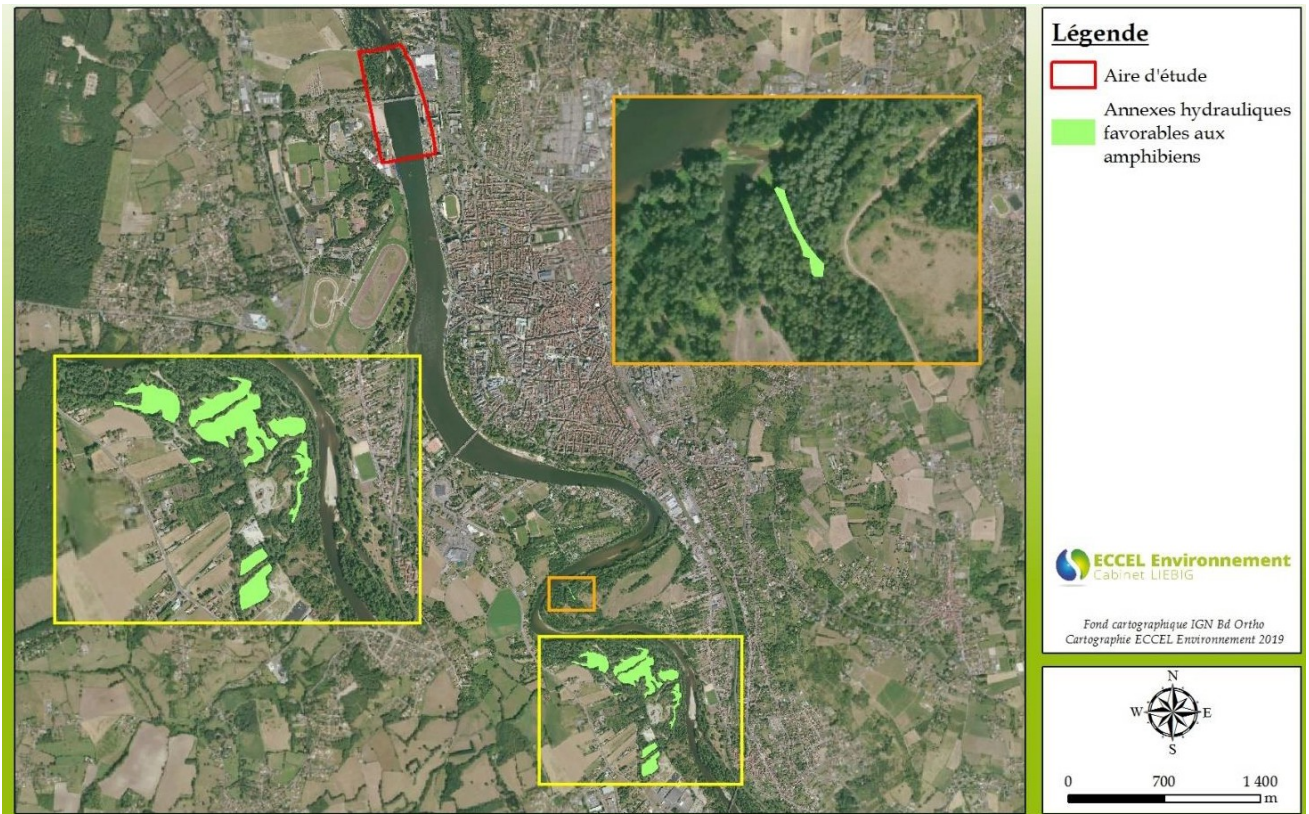 Légende
Aire d'étude
Annexes hydrauliques
favorables aux
amphibiens
ECCEL Environnement
Cabinet LIEBIG
Fond cartographique IGN Bd Ortho
Cartographie ECCEL Environnement 2019
N
W E
S
0 700 1 400
m